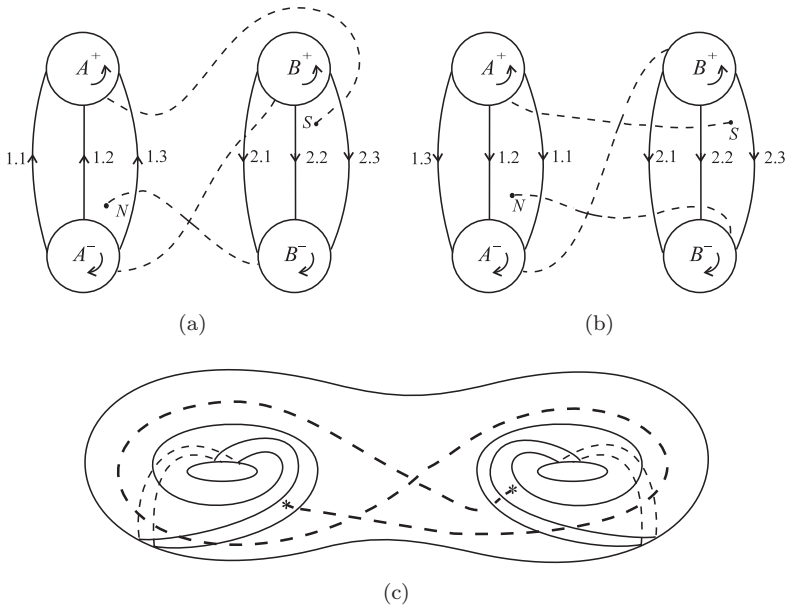 A+ B+ A+ B+
S S
1.1 1.2 1.3 2.1 2.2 2.3 1.3 1.2 1.1 2.1 2.2 2.3
N N
A− B− A− B−
(a) (b)
* *
(c)